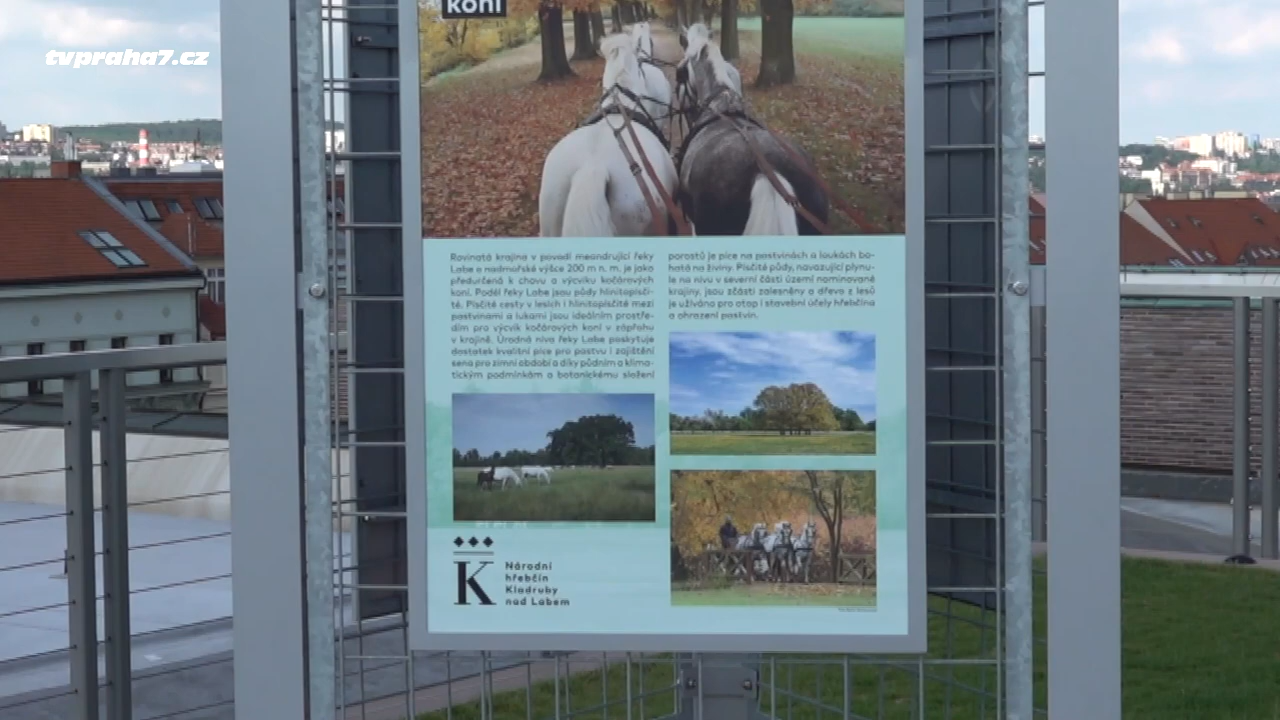 koní
tvpraha7.cz
Rovinatá krajina v povodí meandrující řeky
Labe o nadmořské výšce 200 m n. m. je jako
předurčená k chovu a výcviku kočárových
koní. Podél řeky Labe jsou půdy hlinitopísči-
té. Písčité cesty v lesích i hlinitopísčité mezi
pastvinami a lukami jsou ideálním prostře-
dím pro výcvik kočárových koní v zápřahu
v krajině. Úrodná niva řeky Labe poskytuje
dostatek kvalitní píce pro pastvu i zajištění
sena pro zimní období a díky půdním a klima-
tickým podmínkám a botanickému složení
porostů je píce na pastvinách a loukách bo-
hatá na živiny. Písčité půdy, navazující plynu-
le na nivu v severní části území nominované
krajiny, jsou zčásti zalesněny a dřevo z lesů
je užíváno pro otop i stavební účely hřebčína
a ohrazení pastvin.
K
Národní
hřebčín
Kladruby
nad Labem